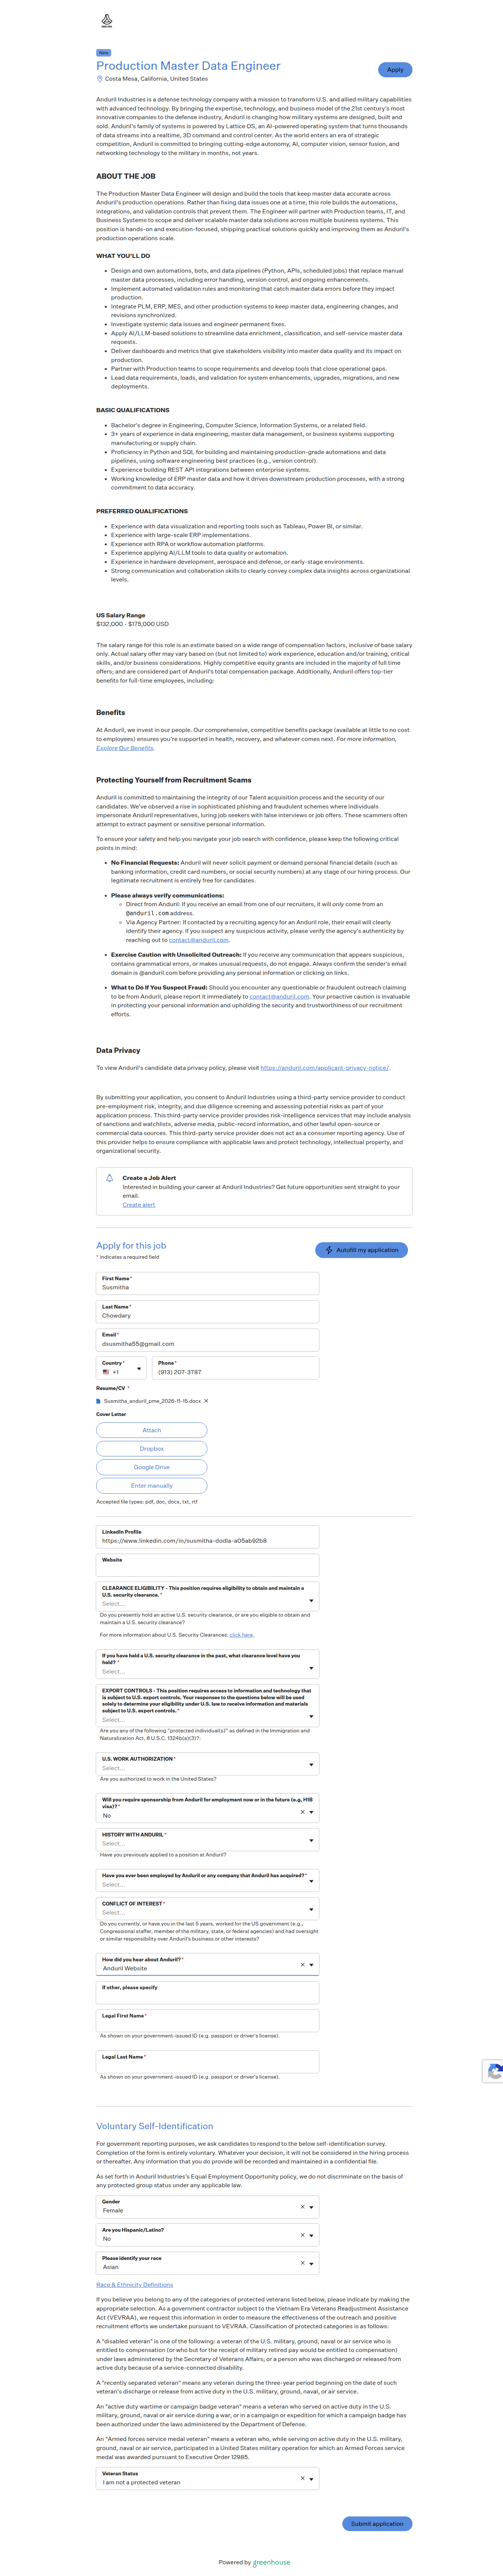 New
Production Master Data Engineer
Costa Mesa, California, United States
Apply
Anduril Industries is a defense technology company with a mission to transform U.S. and allied military capabilities
with advanced technology. By bringing the expertise, technology, and business model of the 21st century's most
innovative companies to the defense industry, Anduril is changing how military systems are designed, built and
sold. Anduril's family of systems is powered by Lattice OS, an AI-powered operating system that turns thousands
of data streams into a realtime, 3D command and control center. As the world enters an era of strategic
competition, Anduril is committed to bringing cutting-edge autonomy, AI, computer vision, sensor fusion, and
networking technology to the military in months, not years.
ABOUT THE JOB
The Production Master Data Engineer will design and build the tools that keep master data accurate across
Anduril's production operations. Rather than fixing data issues one at a time, this role builds the automations,
integrations, and validation controls that prevent them. The Engineer will partner with Production teams, IT, and
Business Systems to scope and deliver scalable master data solutions across multiple business systems. This
position is hands-on and execution-focused, shipping practical solutions quickly and improving them as Anduril's
production operations scale.
WHAT YOU'LL DO
Design and own automations, bots, and data pipelines (Python, APIs, scheduled jobs) that replace manual
master data processes, including error handling, version control, and ongoing enhancements.
Implement automated validation rules and monitoring that catch master data errors before they impact
production.
Integrate PLM, ERP, MES, and other production systems to keep master data, engineering changes, and
revisions synchronized.
Investigate systemic data issues and engineer permanent fixes.
Apply AI/LLM-based solutions to streamline data enrichment, classification, and self-service master data
requests.
Deliver dashboards and metrics that give stakeholders visibility into master data quality and its impact on
production.
Partner with Production teams to scope requirements and develop tools that close operational gaps.
Lead data requirements, loads, and validation for system enhancements, upgrades, migrations, and new
deployments.
BASIC QUALIFICATIONS
Bachelor's degree in Engineering, Computer Science, Information Systems, or a related field.
3+ years of experience in data engineering, master data management, or business systems supporting
manufacturing or supply chain.
Proficiency in Python and SQL for building and maintaining production-grade automations and data
pipelines, using software engineering best practices (e.g., version control).
Experience building REST API integrations between enterprise systems.
Working knowledge of ERP master data and how it drives downstream production processes, with a strong
commitment to data accuracy.
PREFERRED QUALIFICATIONS
Experience with data visualization and reporting tools such as Tableau, Power BI, or similar.
Experience with large-scale ERP implementations.
Experience with RPA or workflow automation platforms.
Experience applying AI/LLM tools to data quality or automation.
Experience in hardware development, aerospace and defense, or early-stage environments.
Strong communication and collaboration skills to clearly convey complex data insights across organizational
levels.
US Salary Range
$132,000 - $175,000 USD
The salary range for this role is an estimate based on a wide range of compensation factors, inclusive of base salary
only. Actual salary offer may vary based on (but not limited to) work experience, education and/or training, critical
skills, and/or business considerations. Highly competitive equity grants are included in the majority of full time
offers; and are considered part of Anduril's total compensation package. Additionally, Anduril offers top-tier
benefits for full-time employees, including:
Benefits
At Anduril, we invest in our people. Our comprehensive, competitive benefits package (available at little to no cost
to employees) ensures you're supported in health, recovery, and whatever comes next. For more information,
Explore Our Benefits.
Protecting Yourself from Recruitment Scams
Anduril is committed to maintaining the integrity of our Talent acquisition process and the security of our
candidates. We've observed a rise in sophisticated phishing and fraudulent schemes where individuals
impersonate Anduril representatives, luring job seekers with false interviews or job offers. These scammers often
attempt to extract payment or sensitive personal information.
To ensure your safety and help you navigate your job search with confidence, please keep the following critical
points in mind:
No Financial Requests: Anduril will never solicit payment or demand personal financial details (such as
banking information, credit card numbers, or social security numbers) at any stage of our hiring process. Our
legitimate recruitment is entirely free for candidates.
Please always verify communications:
Direct from Anduril: If you receive an email from one of our recruiters, it will only come from an
@anduril.com address.
Via Agency Partner: If contacted by a recruiting agency for an Anduril role, their email will clearly
identify their agency. If you suspect any suspicious activity, please verify the agency's authenticity by
reaching out to contact@anduril.com.
Exercise Caution with Unsolicited Outreach: If you receive any communication that appears suspicious,
contains grammatical errors, or makes unusual requests, do not engage. Always confirm the sender's email
domain is @anduril.com before providing any personal information or clicking on links.
What to Do If You Suspect Fraud: Should you encounter any questionable or fraudulent outreach claiming
to be from Anduril, please report it immediately to contact@anduril.com. Your proactive caution is invaluable
in protecting your personal information and upholding the security and trustworthiness of our recruitment
efforts.
Data Privacy
To view Anduril's candidate data privacy policy, please visit https://anduril.com/applicant-privacy-notice/.
By submitting your application, you consent to Anduril Industries using a third-party service provider to conduct
pre-employment risk, integrity, and due diligence screening and assessing potential risks as part of your
application process. This third-party service provider provides risk-intelligence services that may include analysis
of sanctions and watchlists, adverse media, public-record information, and other lawful open-source or
commercial data sources. This third-party service provider does not act as a consumer reporting agency. Use of
this provider helps to ensure compliance with applicable laws and protect technology, intellectual property, and
organizational security.
Create a Job Alert
Interested in building your career at Anduril Industries? Get future opportunities sent straight to your
email.
Create alert
Apply for this job
* indicates a required field
Autofill my application
First Name*
Susmitha
Last Name*
Chowdary
Email*
dsusmitha55@gmail.com
Country*
+1
Phone*
(913) 207-3787
Resume/CV *
Susmitha_anduril_pme_2026-11-15.docx
Cover Letter
Attach
Dropbox
Google Drive
Enter manually
Accepted file types: pdf, doc, docx, txt, rtf
LinkedIn Profile
https://www.linkedin.com/in/susmitha-dodla-a05ab92b8
Website
CLEARANCE ELIGIBILITY - This position requires eligibility to obtain and maintain a
U.S. security clearance.*
Select...
Do you presently hold an active U.S. security clearance, or are you eligible to obtain and
maintain a U.S. security clearance?
For more information about U.S. Security Clearances: click here.
If you have held a U.S. security clearance in the past, what clearance level have you
held? *
Select...
EXPORT CONTROLS - This position requires access to information and technology that
is subject to U.S. export controls. Your responses to the questions below will be used
solely to determine your eligibility under U.S. law to receive information and materials
subject to U.S. export controls.*
Select...
Are you any of the following "protected individual(s)" as defined in the Immigration and
Naturalization Act, 8 U.S.C. 1324b(a)(3)?:
U.S. WORK AUTHORIZATION*
Select...
Are you authorized to work in the United States?
Will you require sponsorship from Anduril for employment now or in the future (e.g, H1B
visa)?*
No
HISTORY WITH ANDURIL*
Select...
Have you previously applied to a position at Anduril?
Have you ever been employed by Anduril or any company that Anduril has acquired?*
Select...
CONFLICT OF INTEREST*
Select...
Do you currently, or have you in the last 5 years, worked for the US government (e.g.,
Congressional staffer, member of the military, state, or federal agencies) and had oversight
or similar responsibility over Anduril's business or other interests?
How did you hear about Anduril?*
Anduril Website
If other, please specify
Legal First Name*
As shown on your government-issued ID (e.g. passport or driver's license).
Legal Last Name*
As shown on your government-issued ID (e.g. passport or driver's license).
Voluntary Self-Identification
For government reporting purposes, we ask candidates to respond to the below self-identification survey.
Completion of the form is entirely voluntary. Whatever your decision, it will not be considered in the hiring process
or thereafter. Any information that you do provide will be recorded and maintained in a confidential file.
As set forth in Anduril Industries's Equal Employment Opportunity policy, we do not discriminate on the basis of
any protected group status under any applicable law.
Gender
Female
Are you Hispanic/Latino?
No
Please identify your race
Asian
Race & Ethnicity Definitions
If you believe you belong to any of the categories of protected veterans listed below, please indicate by making the
appropriate selection. As a government contractor subject to the Vietnam Era Veterans Readjustment Assistance
Act (VEVRAA), we request this information in order to measure the effectiveness of the outreach and positive
recruitment efforts we undertake pursuant to VEVRAA. Classification of protected categories is as follows:
A "disabled veteran" is one of the following: a veteran of the U.S. military, ground, naval or air service who is
entitled to compensation (or who but for the receipt of military retired pay would be entitled to compensation)
under laws administered by the Secretary of Veterans Affairs; or a person who was discharged or released from
active duty because of a service-connected disability.
A "recently separated veteran" means any veteran during the three-year period beginning on the date of such
veteran's discharge or release from active duty in the U.S. military, ground, naval, or air service.
An "active duty wartime or campaign badge veteran" means a veteran who served on active duty in the U.S.
military, ground, naval or air service during a war, or in a campaign or expedition for which a campaign badge has
been authorized under the laws administered by the Department of Defense.
An "Armed forces service medal veteran" means a veteran who, while serving on active duty in the U.S. military,
ground, naval or air service, participated in a United States military operation for which an Armed Forces service
medal was awarded pursuant to Executive Order 12985.
Veteran Status
I am not a protected veteran
Submit application
Powered by greenhouse